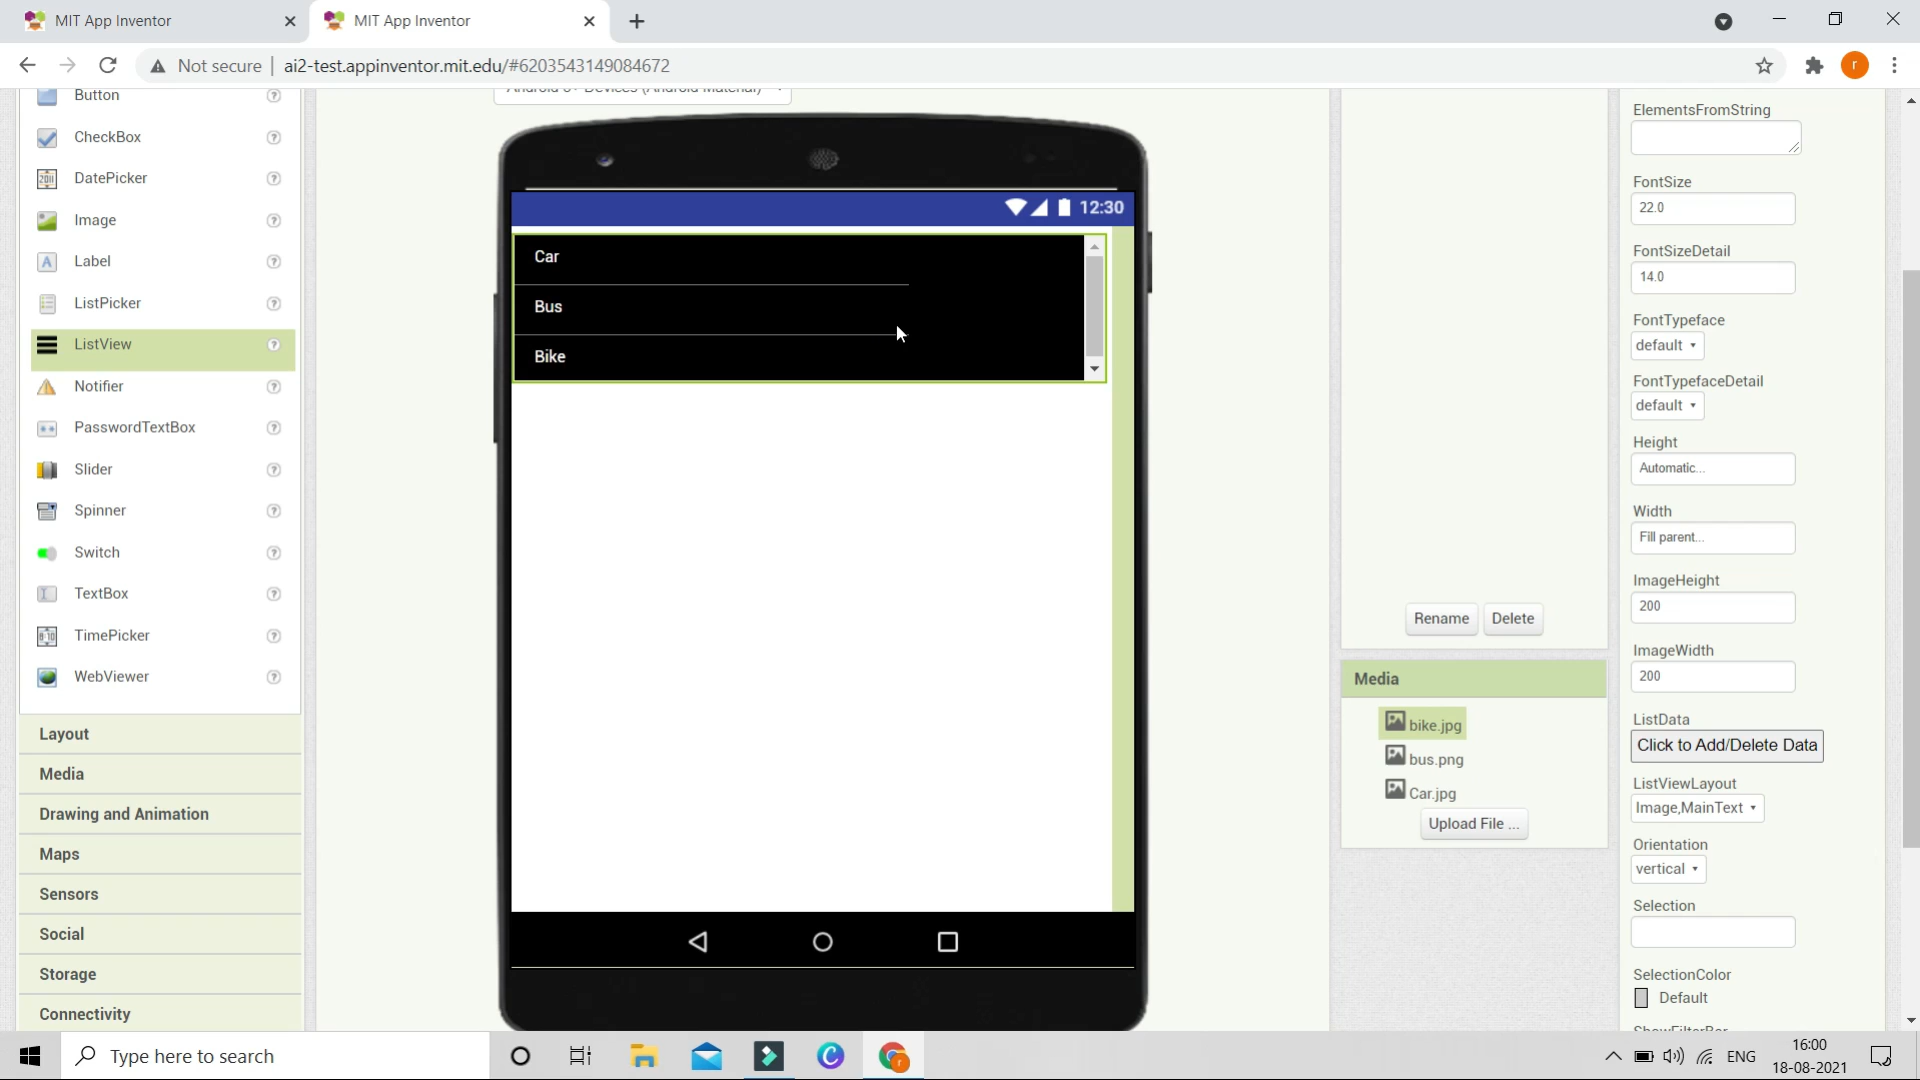 MIT App Inventor
MIT App Inventor
Not secure
ai2-test.appinventor.mit.edu/#6203543149084672
r
Button
CheckBox
DatePicker
Image
Label
ListPicker
ListView
Notifier
PasswordTextBox
Slider
Spinner
Switch
TextBox
TimePicker
WebViewer
Layout
Media
Drawing and Animation
Maps
Sensors
Social
Storage
Connectivity
12:30
Car
Bus
Bike
Rename
Delete
Media
bike.jpg
bus.png
Car.jpg
Upload File ...
ElementsFromString
FontSize
22.0
FontSizeDetail
14.0
FontTypeface
default
FontTypefaceDetail
default
Height
Automatic...
Width
Fill parent...
ImageHeight
200
ImageWidth
200
ListData
Click to Add/Delete Data
ListViewLayout
Image,MainText
Orientation
vertical
Selection
SelectionColor
Default
Type here to search
ENG
16:00
18-08-2021